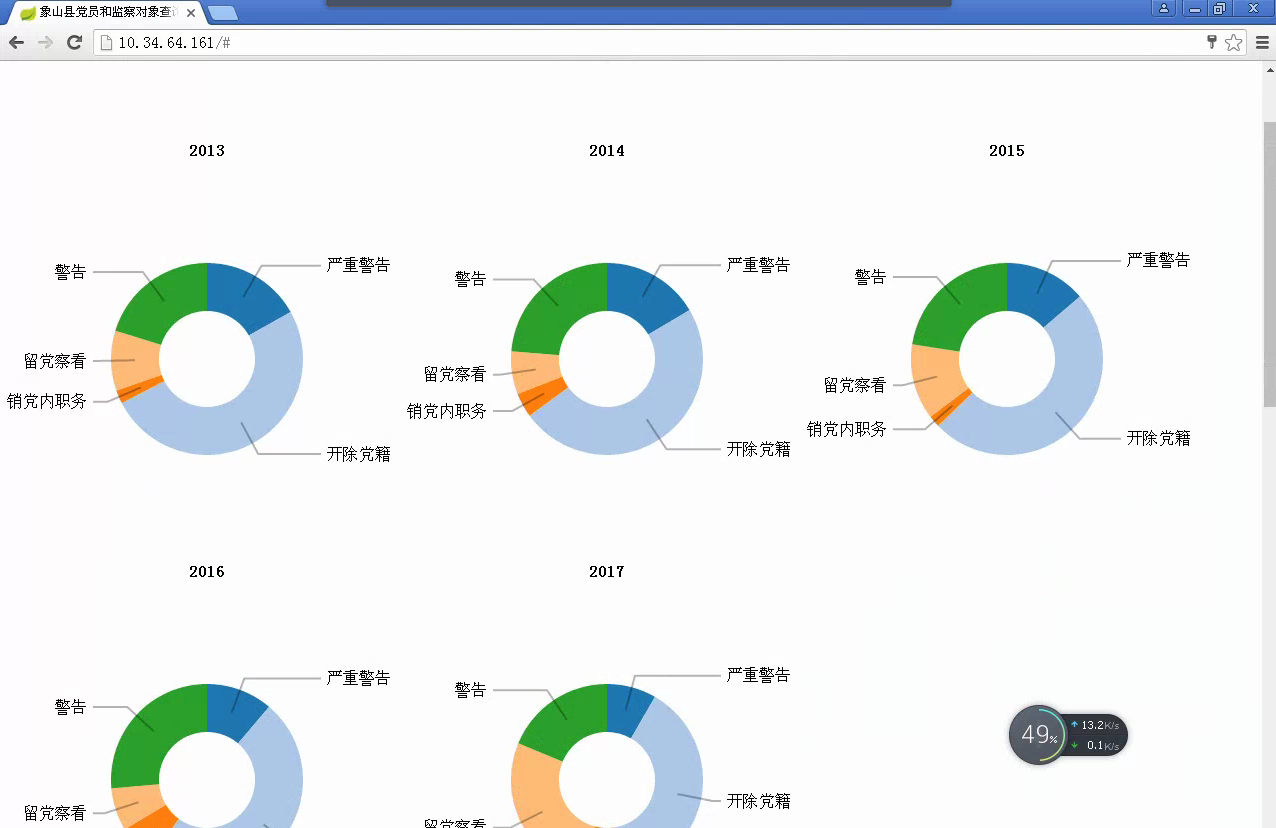 象山县党员和监察对象查
10.34.64.161/#
2013
2014
2015
警告
严重警告
留党察看
销党内职务
开除党籍
警告
严重警告
留党察看
销党内职务
开除党籍
警告
严重警告
留党察看
销党内职务
开除党籍
2016
2017
警告
严重警告
留党察看
警告
严重警告
开除党籍
留党察看
49%
13.2K/s
0.1K/s